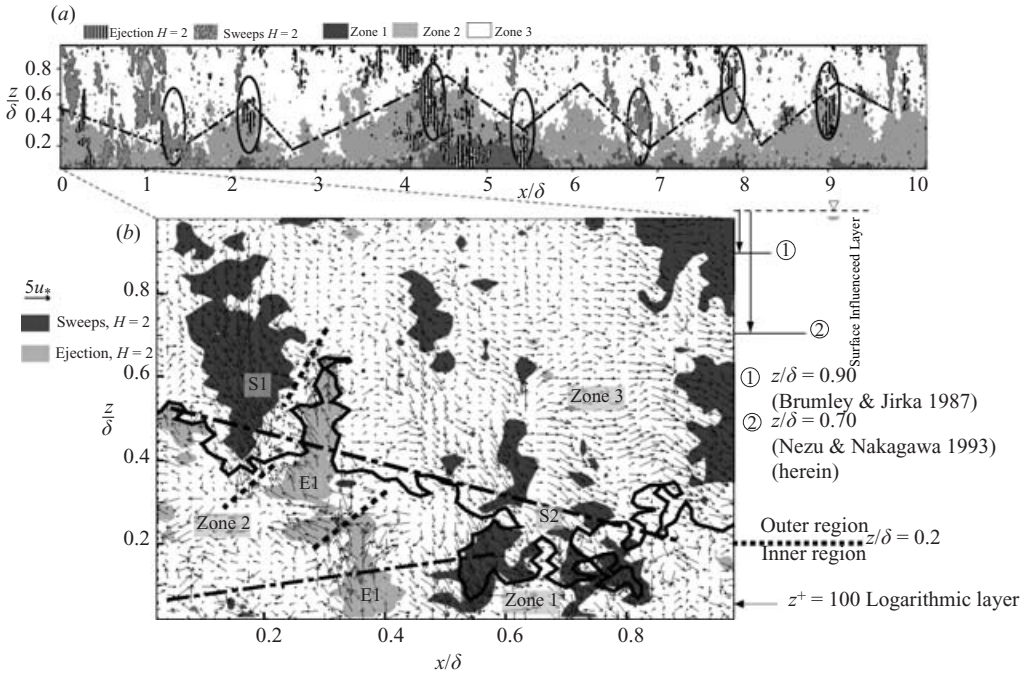 (a)
Ejection H = 2 Sweeps H = 2 Zone 1 Zone 2 Zone 3
z/δ
0.8
0.6
0.4
0.2
0 1 2 3 4 5 6 7 8 9 10
x/δ
(b)
5u*
Sweeps, H = 2
Ejection, H = 2
z/δ
0.8
0.6
0.4
0.2
S1
E1
Zone 2
E1
Zone 3
S2
Zone 1
0.2 0.4 0.6 0.8
x/δ
①
②
Surface Influenceed Layer
① z/δ = 0.90
(Brumley & Jirka 1987)
② z/δ = 0.70
(Nezu & Nakagawa 1993)
(herein)
Outer region
z/δ = 0.2
Inner region
z+ = 100 Logarithmic layer